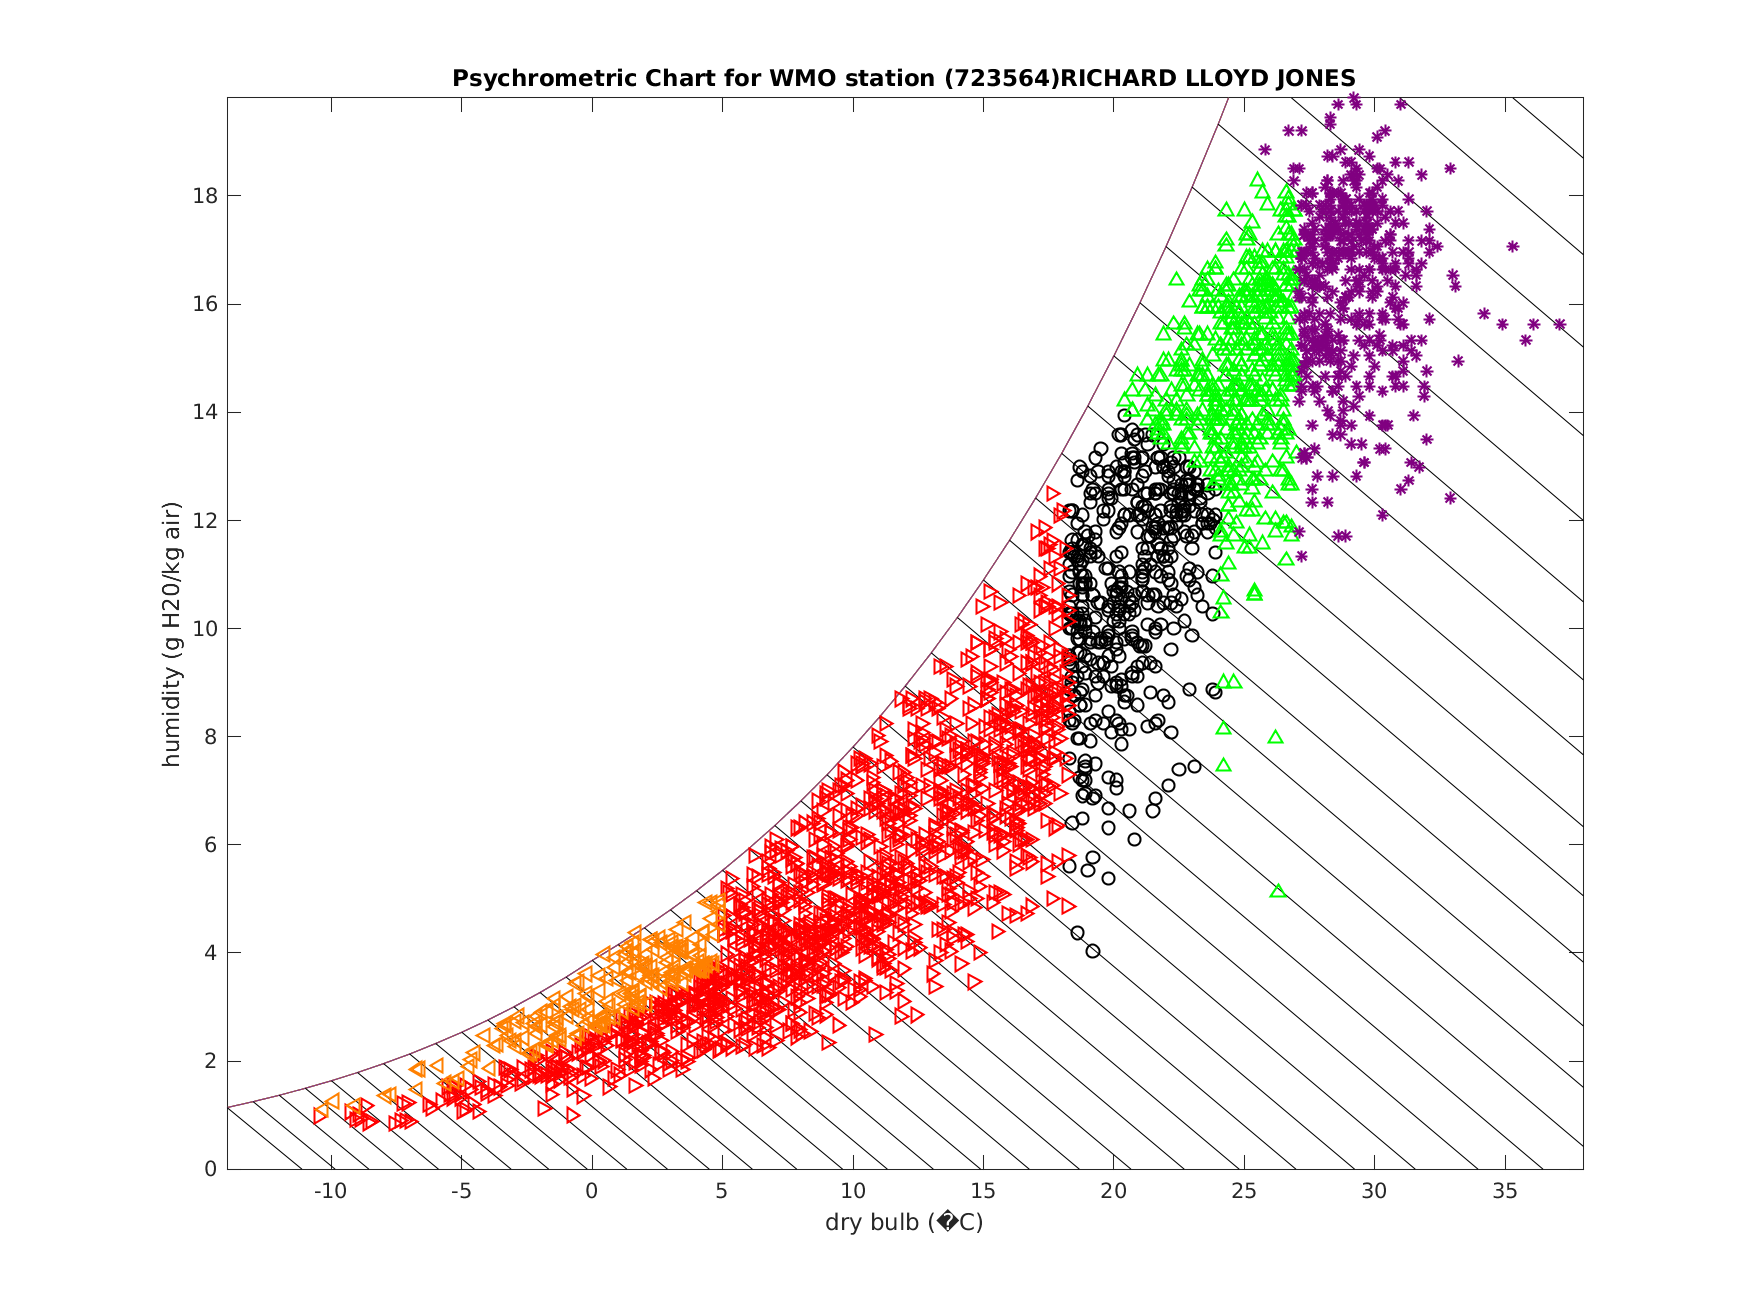 Psychrometric Chart for WMO station (723564)RICHARD LLOYD JONES
18
16
14
12
10
8
6
4
2
0
humidity (g H20/kg air)
-10 -5 0 5 10 15 20 25 30 35
dry bulb (�C)